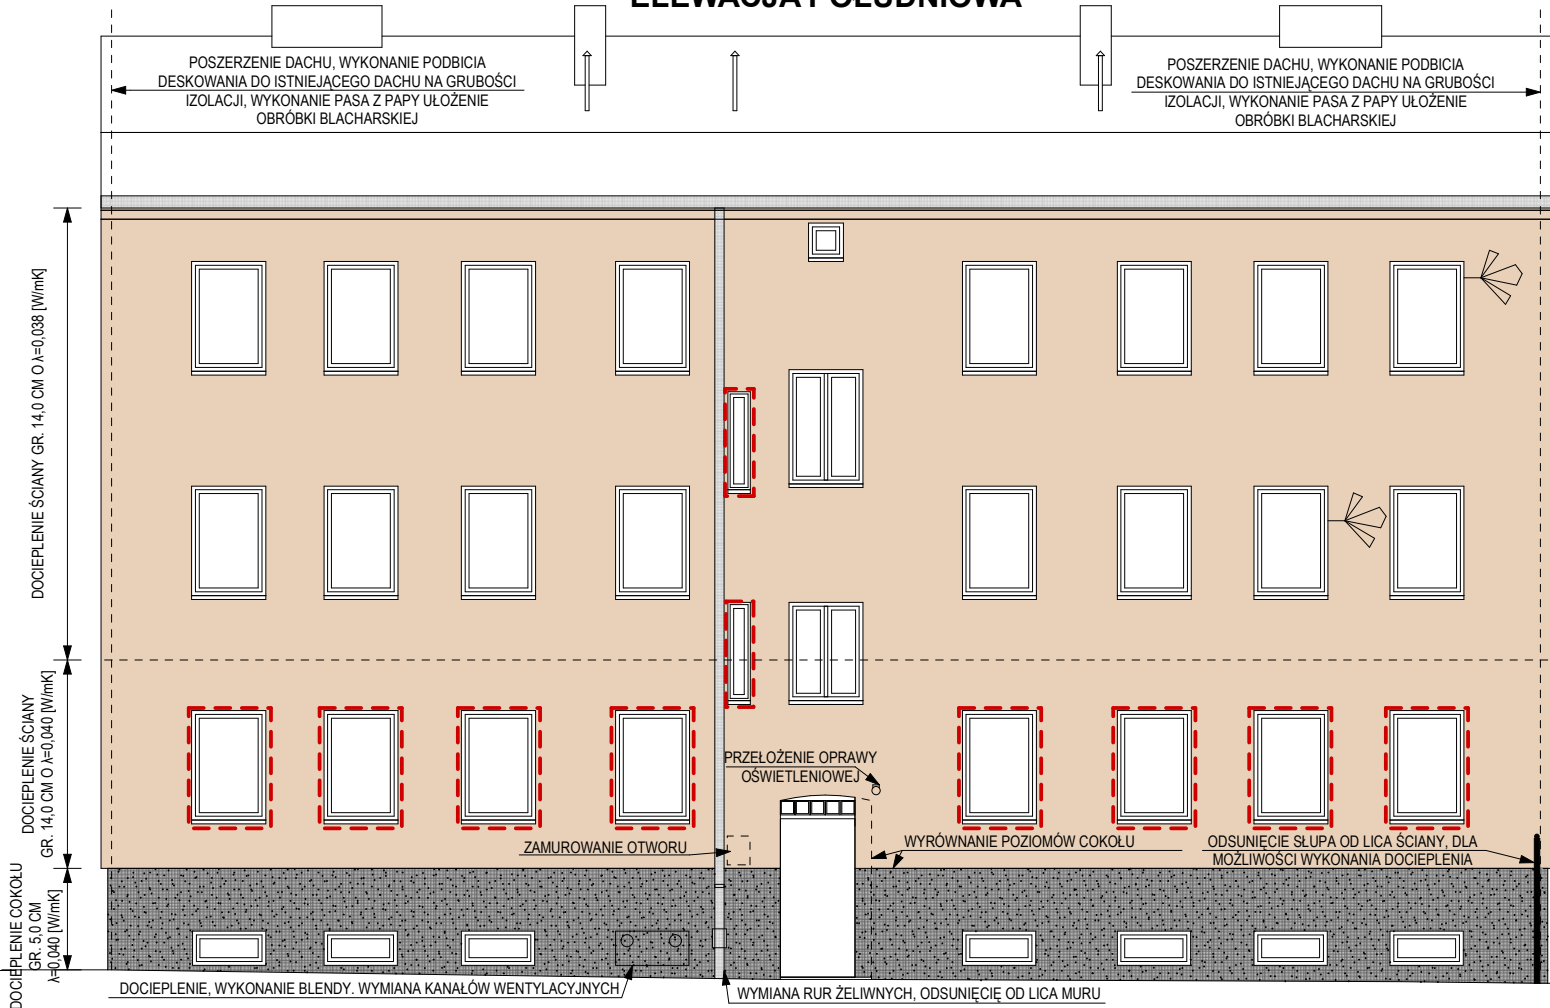 ELEWACJA POŁUDNIOWA
POSZERZENIE DACHU, WYKONANIE PODBICIA
DESKOWANIA DO ISTNIEJĄCEGO DACHU NA GRUBOŚCI
IZOLACJI, WYKONANIE PASA Z PAPY UŁOŻENIE
OBRÓBKI BLACHARSKIEJ
POSZERZENIE DACHU, WYKONANIE PODBICIA
DESKOWANIA DO ISTNIEJĄCEGO DACHU NA GRUBOŚCI
IZOLACJI, WYKONANIE PASA Z PAPY UŁOŻENIE
OBRÓBKI BLACHARSKIEJ
DOCIEPLENIE ŚCIANY GR. 14,0 CM O λ=0,038 [W/mK]
DOCIEPLENIE ŚCIANY
GR. 14,0 CM O λ=0,040 [W/mK]
DOCIEPLENIE COKOŁU
GR. 5,0 CM
λ=0,040 [W/mK]
PRZEŁOŻENIE OPRAWY
OŚWIETLENIOWEJ
ZAMUROWANIE OTWORU
WYRÓWNANIE POZIOMÓW COKOŁU
ODSUNIĘCIE SŁUPA OD LICA ŚCIANY, DLA
MOŻLIWOŚCI WYKONANIA DOCIEPLENIA
DOCIEPLENIE, WYKONANIE BLENDY. WYMIANA KANAŁÓW WENTYLACYJNYCH
WYMIANA RUR ŻELIWNYCH, ODSUNIĘCIĘ OD LICA MURU